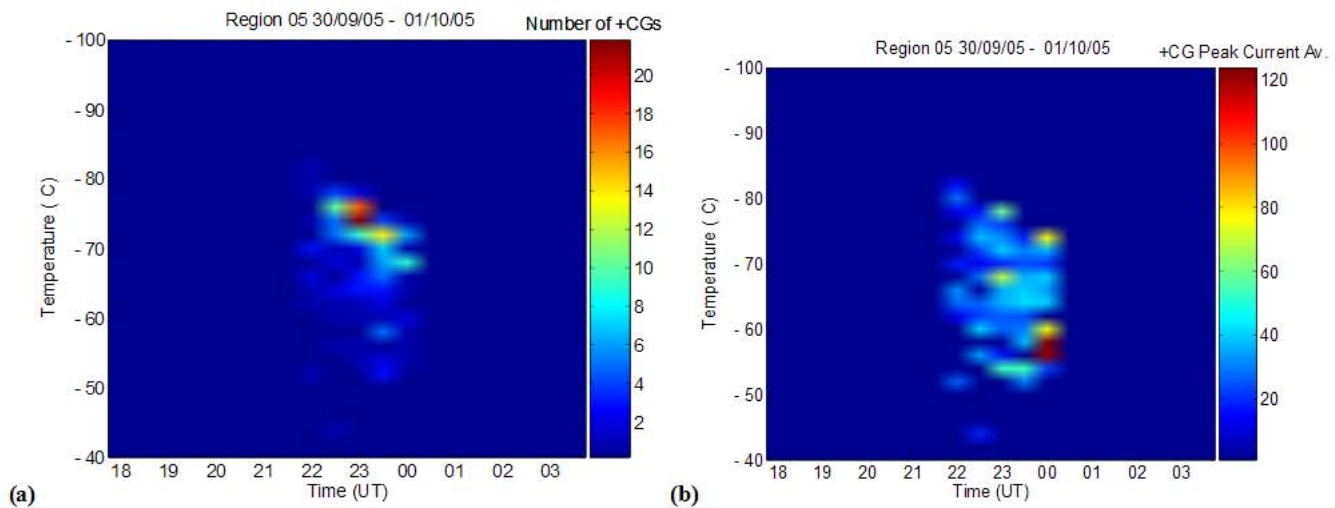 Region 05 30/09/05 - 01/10/05
Number of +CGs
- 100
- 90
- 80
- 70
- 60
- 50
- 40
Temperature ( C)
18 19 20 21 22 23 00 01 02 03
Time (UT)
20
18
16
14
12
10
8
6
4
2
(a)
Region 05 30/09/05 - 01/10/05
+CG Peak Current Av.
- 100
- 90
- 80
- 70
- 60
- 50
- 40
Temperature ( C)
18 19 20 21 22 23 00 01 02 03
Time (UT)
120
100
80
60
40
20
(b)